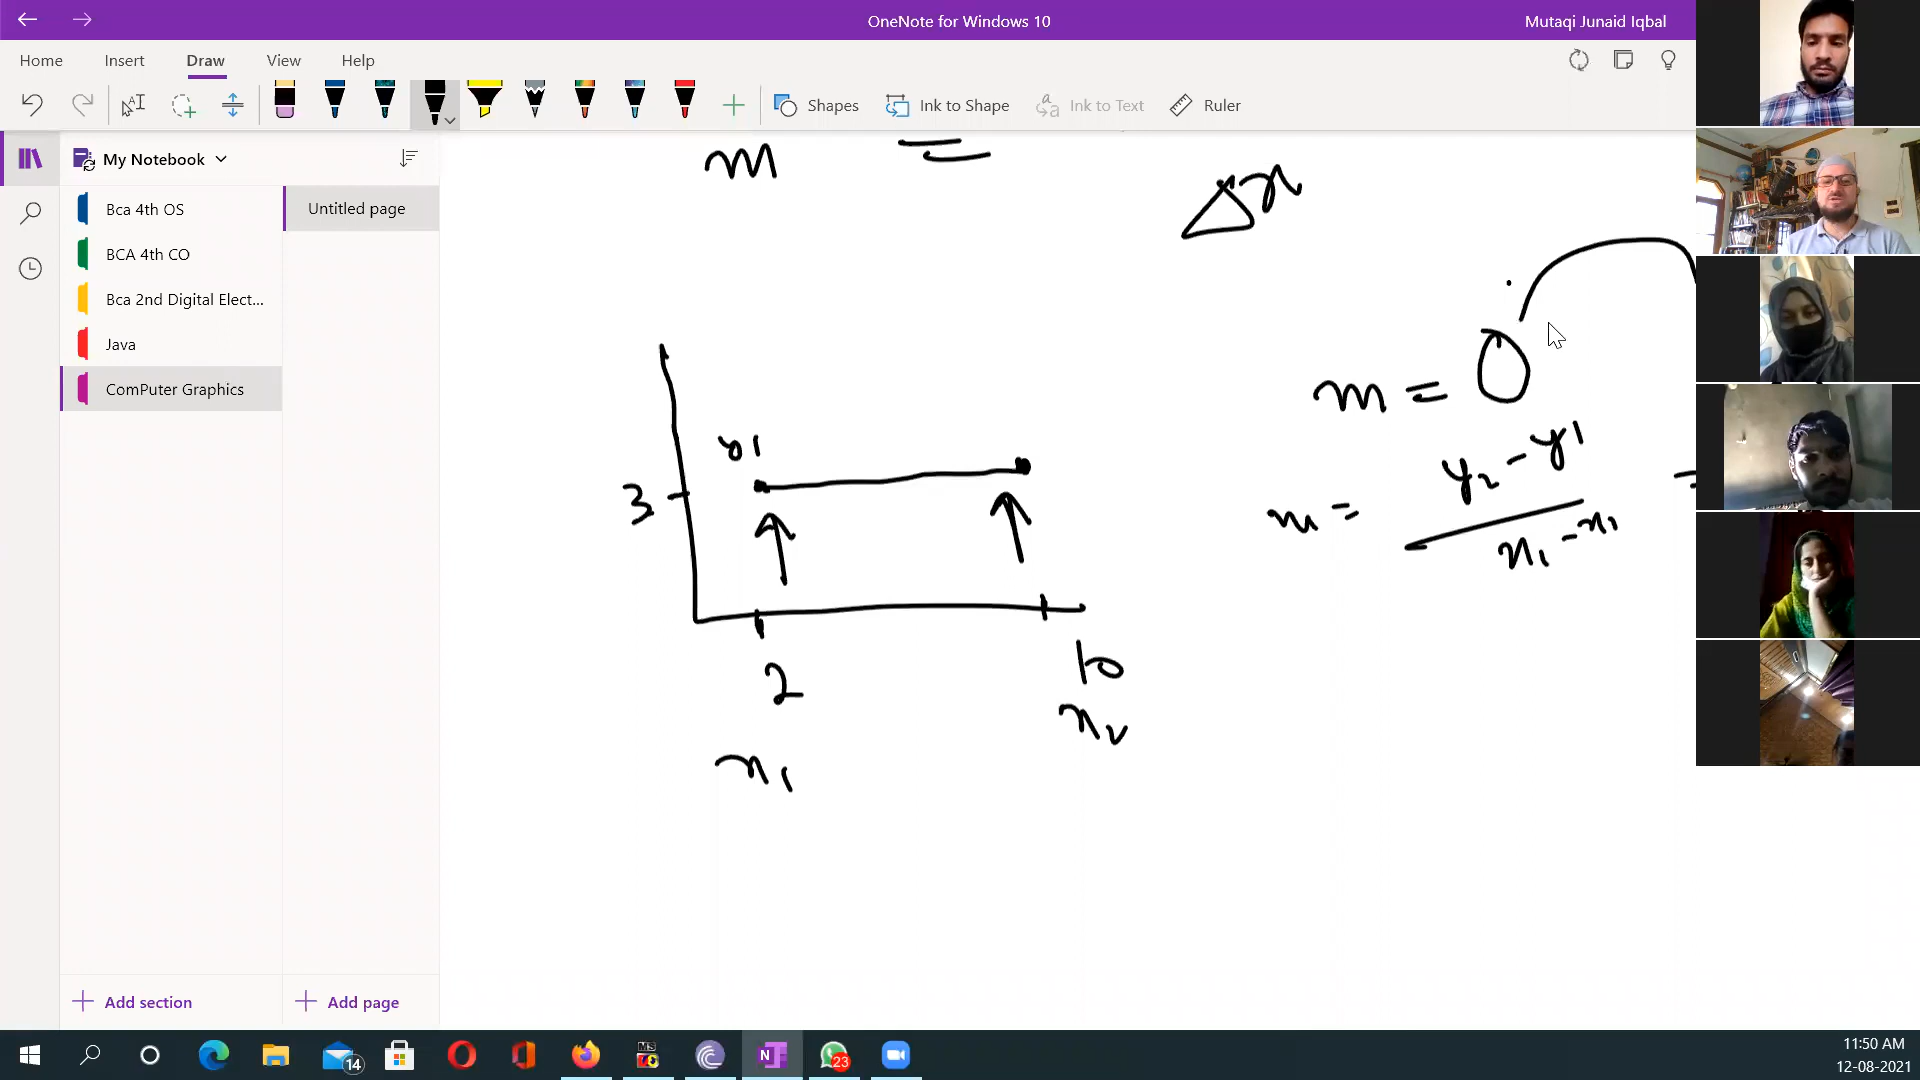 OneNote for Windows 10
Mutaqi Junaid Iqbal
Home Insert Draw View Help
Shapes Ink to Shape Ink to Text Ruler
My Notebook
Bca 4th OS
BCA 4th CO
Bca 2nd Digital Elect...
Java
ComPuter Graphics
Untitled page
m =
Δx
m = 0
y1
3
m = y2 - y1 =
x1 - x1
2
10
x2
x1
Add section
Add page
14
MS
23
11:50 AM
12-08-2021